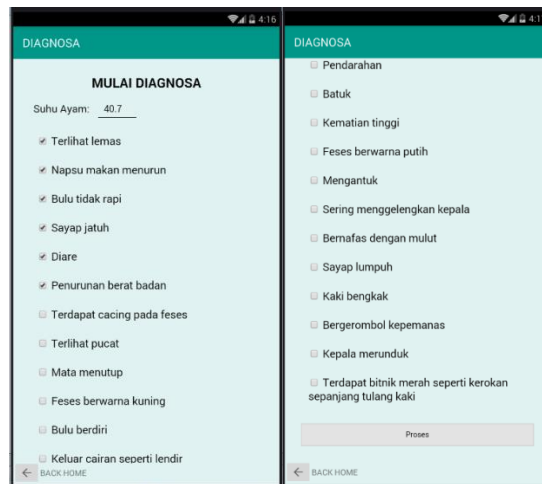 4:16
DIAGNOSA
MULAI DIAGNOSA
Suhu Ayam: 40.7
Terlihat lemas
Napsu makan menurun
Bulu tidak rapi
Sayap jatuh
Diare
Penurunan berat badan
Terdapat cacing pada feses
Terlihat pucat
Mata menutup
Feses berwarna kuning
Bulu berdiri
Keluar cairan seperti lendir
BACK HOME
DIAGNOSA
Pendarahan
Batuk
Kematian tinggi
Feses berwarna putih
Mengantuk
Sering menggelengkan kepala
Bernafas dengan mulut
Sayap lumpuh
Kaki bengkak
Bergerombol kepemanas
Kepala merunduk
Terdapat bitnik merah seperti kerokan
sepanjang tulang kaki
Proses
BACK HOME